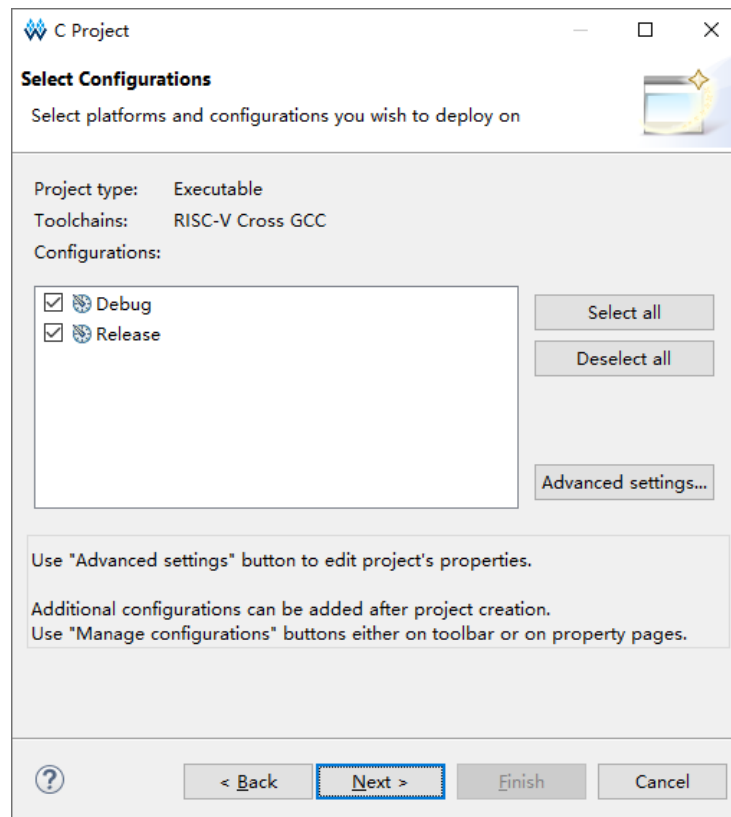 C Project
Select Configurations
Select platforms and configurations you wish to deploy on
Project type: Executable
Toolchains: RISC-V Cross GCC
Configurations:
Debug
Release
Select all
Deselect all
Advanced settings...
Use "Advanced settings" button to edit project's properties.
Additional configurations can be added after project creation.
Use "Manage configurations" buttons either on toolbar or on property pages.
?
< Back
Next >
Finish
Cancel